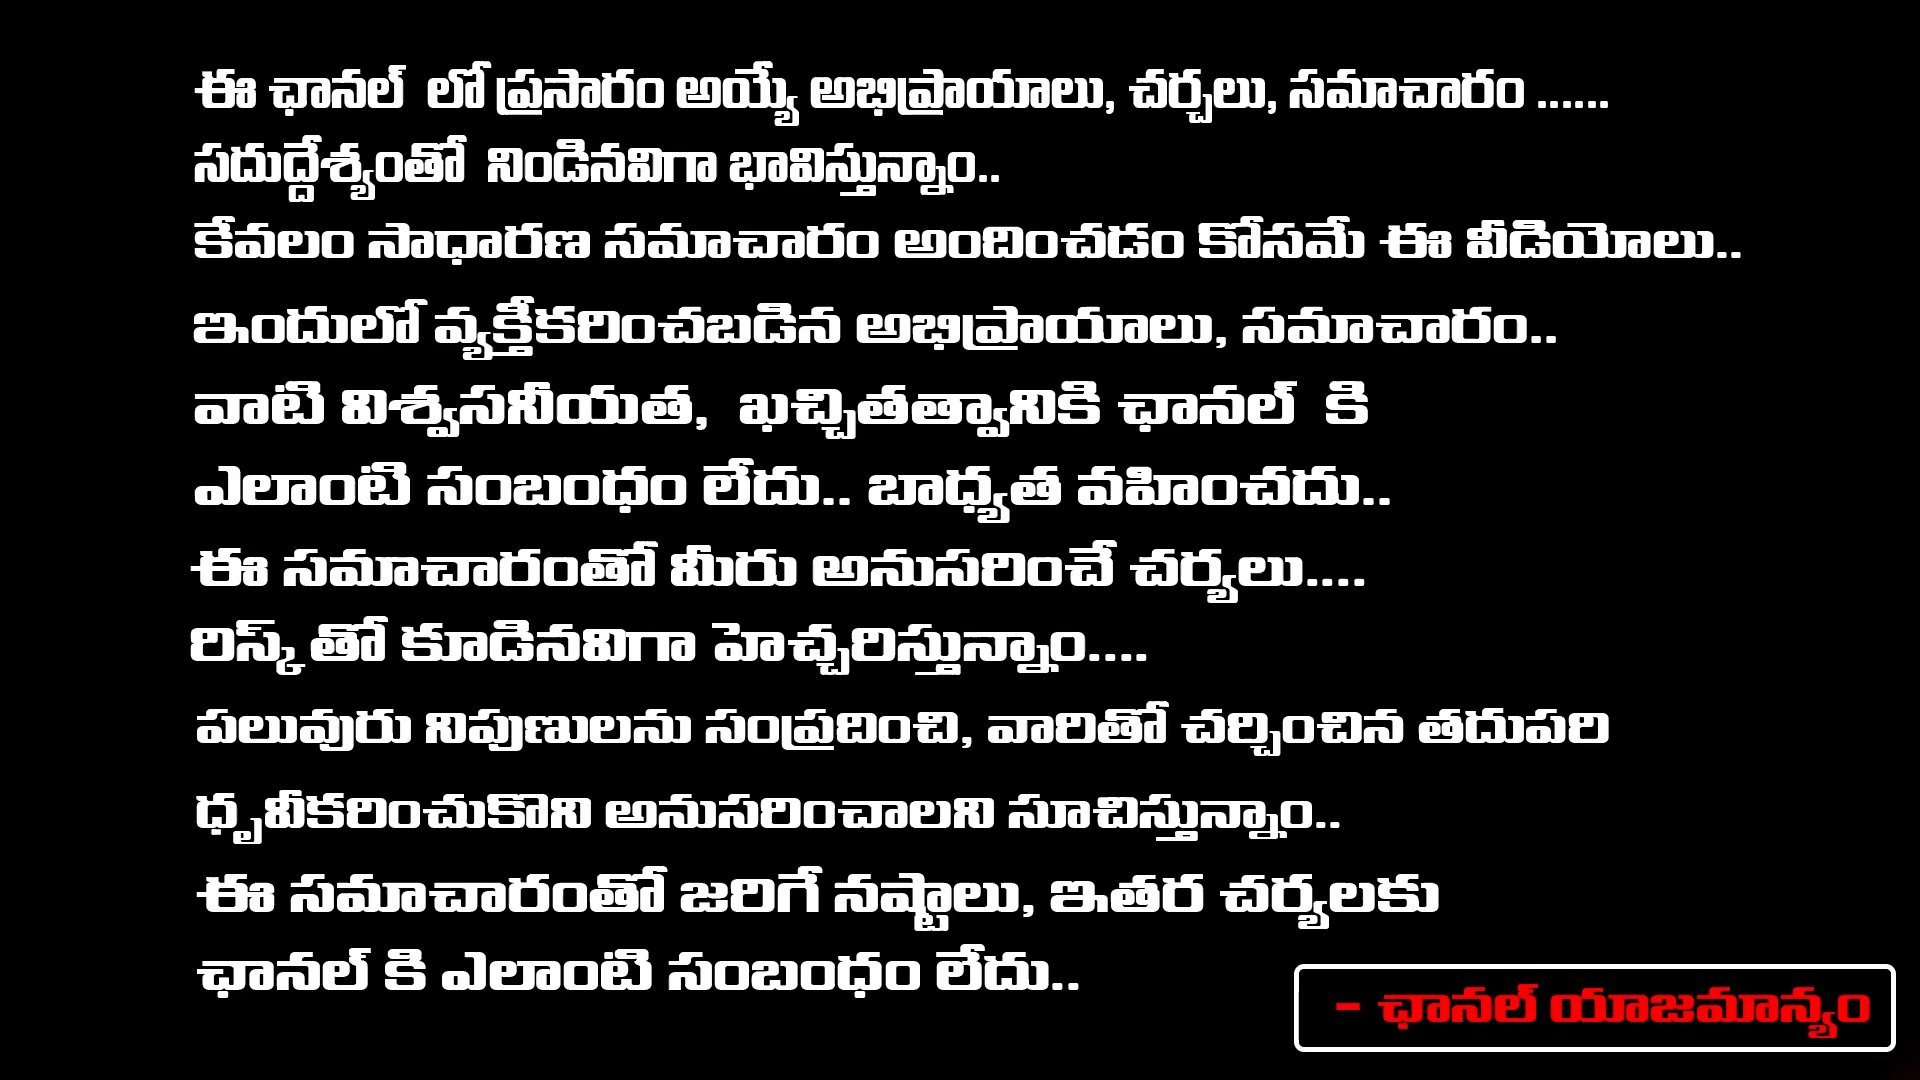 ఈ ఛానల్ లో ప్రసారం అయ్యే అభిప్రాయాలు, చర్చలు, సమాచారం ......
సదుద్దేశ్యంతో నిండినవిగా భావిస్తున్నాం..
కేవలం సాధారణ సమాచారం అందించడం కోసమే ఈ వీడియోలు..
ఇందులో వ్యక్తీకరించబడిన అభిప్రాయాలు, సమాచారం..
వాటి విశ్వసనీయత, ఖచ్చితత్వానికి ఛానల్ కి
ఎలాంటి సంబంధం లేదు.. బాధ్యత వహించదు..
ఈ సమాచారంతో మీరు అనుసరించే చర్యలు....
రిస్క్ తో కూడినవిగా హెచ్చరిస్తున్నాం....
పలువురు నిపుణులను సంప్రదించి, వారితో చర్చించిన తదుపరి
ధృవీకరించుకొని అనుసరించాలని సూచిస్తున్నాం..
ఈ సమాచారంతో జరిగే నష్టాలు, ఇతర చర్యలకు
ఛానల్ కి ఎలాంటి సంబంధం లేదు..
- ఛానల్ యాజమాన్యం